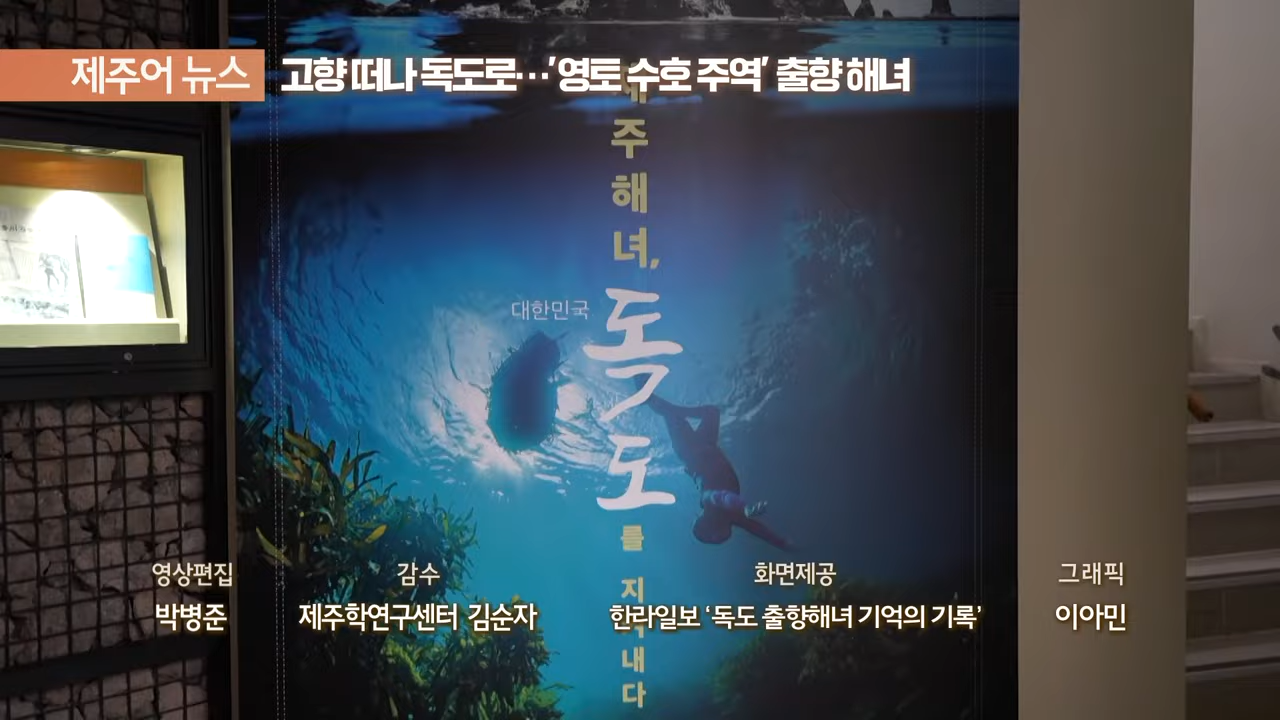 제주어 뉴스
고향 떠나 독도로…'영토 수호 주역' 출향 해녀
제주해녀,
대한민국
독도
를
지켜내다
영상편집
박병준
감수
제주학연구센터 김순자
화면제공
한라일보 '독도 출향해녀 기억의 기록'
그래픽
이아민